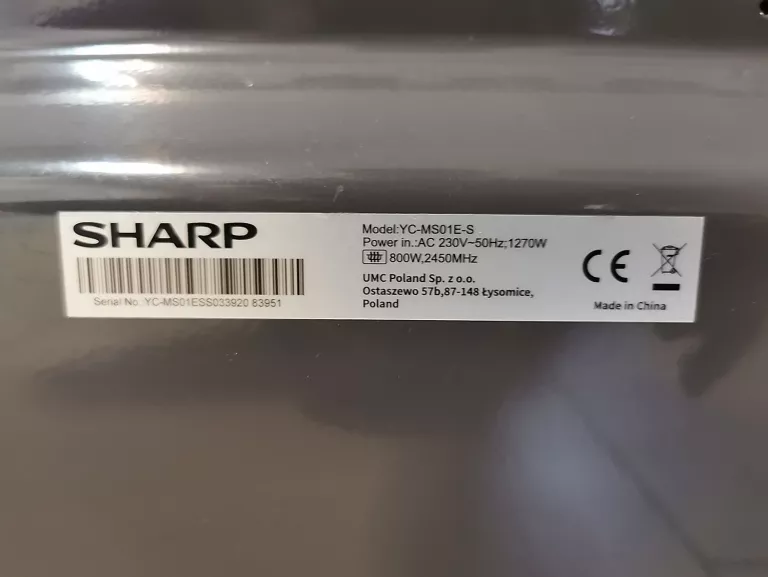 SHARP
Serial No. YC-MS01ESS033920 83951
Model:YC-MS01E-S
Power in.:AC 230V~50Hz;1270W
800W,2450MHz
UMC Poland Sp. z o.o.
Ostaszewo 57b,87-148 Łysomice,
Poland
CE
Made in China